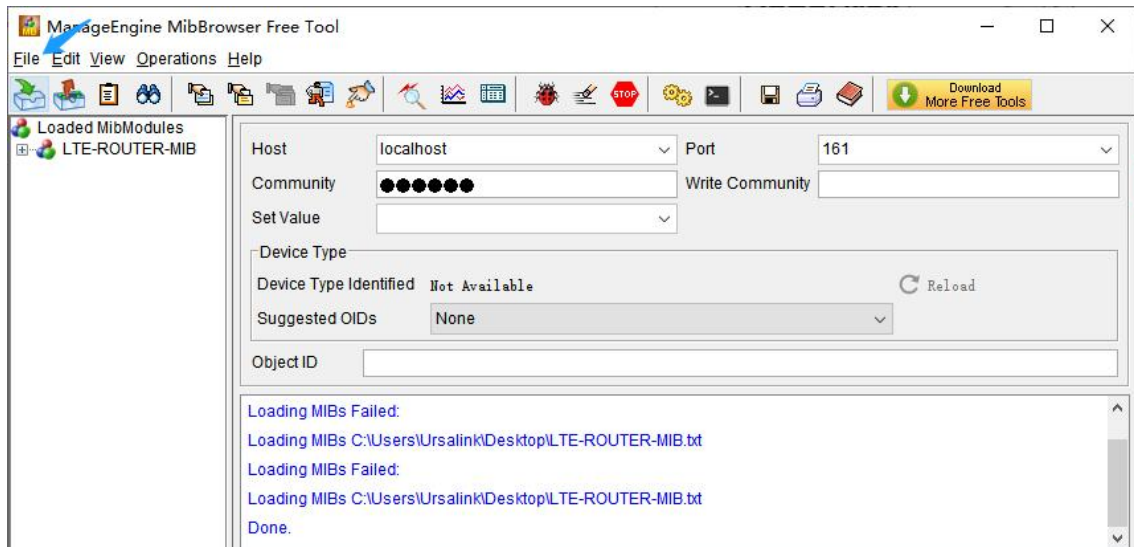 ManageEngine MibBrowser Free Tool
File Edit View Operations Help
STOP
Download
More Free Tools
Loaded MibModules
LTE-ROUTER-MIB
Host localhost Port 161
Community ●●●●●● Write Community
Set Value
Device Type
Device Type Identified Not Available Reload
Suggested OIDs None
Object ID
Loading MIBs Failed:
Loading MIBs C:\Users\Ursalink\Desktop\LTE-ROUTER-MIB.txt
Loading MIBs Failed:
Loading MIBs C:\Users\Ursalink\Desktop\LTE-ROUTER-MIB.txt
Done.